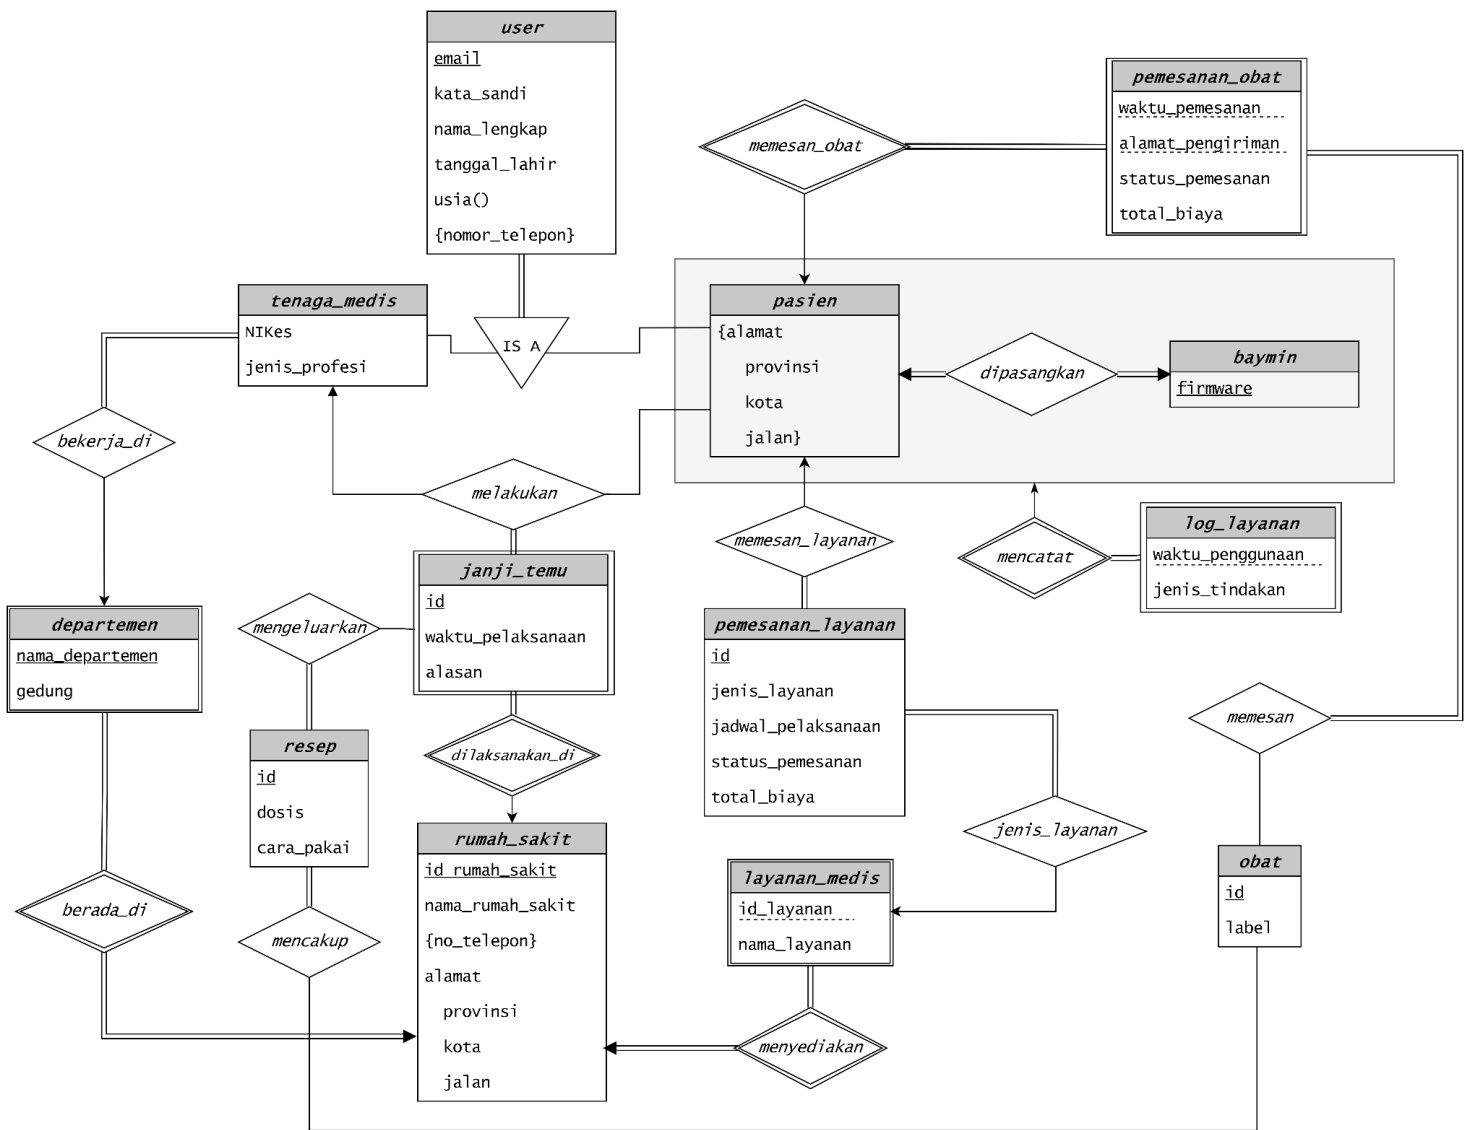 user
email
kata_sandi
nama_lengkap
tanggal_lahir
usia()
{nomor_telepon}
pemesanan_obat
waktu_pemesanan
alamat_pengiriman
status_pemesanan
total_biaya
memesan_obat
tenaga_medis
NIKes
jenis_profesi
IS A
pasien
{alamat
provinsi
kota
jalan}
dipasangkan
baymin
firmware
bekerja_di
melakukan
memesan_layanan
mencatat
log_layanan
waktu_penggunaan
jenis_tindakan
janji_temu
id
waktu_pelaksanaan
alasan
mengeluarkan
departemen
nama_departemen
gedung
pemesanan_layanan
id
jenis_layanan
jadwal_pelaksanaan
status_pemesanan
total_biaya
memesan
resep
id
dosis
cara_pakai
dilaksanakan_di
jenis_layanan
rumah_sakit
id_rumah_sakit
nama_rumah_sakit
{no_telepon}
alamat
provinsi
kota
jalan
layanan_medis
id_layanan
nama_layanan
obat
id
label
berada_di
mencakup
menyediakan